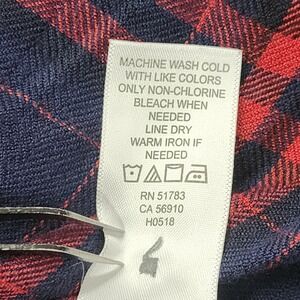 MACHINE WASH COLD
WITH LIKE COLORS
ONLY NON-CHLORINE
BLEACH WHEN
NEEDED
LINE DRY
WARM IRON IF
NEEDED
RN 51783
CA 56910
H0518